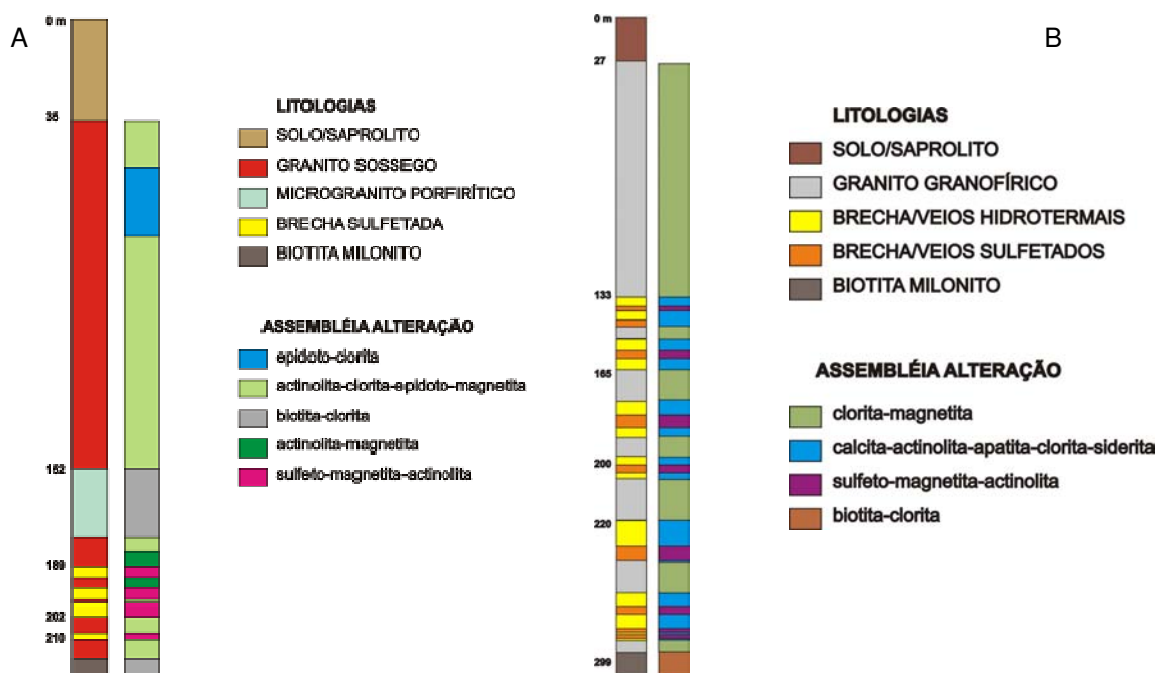 A
0 m
35
162
189
202
210
LITOLOGIAS
SOLO/SAPROLITO
GRANITO SOSSEGO
MICROGRANITO PORFIRÍTICO
BRECHA SULFETADA
BIOTITA MILONITO
ASSEMBLÉIA ALTERAÇÃO
epidoto-clorita
actinolita-clorita-epidoto-magnetita
biotita-clorita
actinolita-magnetita
sulfeto-magnetita-actinolita
B
0 m
27
133
165
200
220
299
LITOLOGIAS
SOLO/SAPROLITO
GRANITO GRANOFÍRICO
BRECHA/VEIOS HIDROTERMAIS
BRECHA/VEIOS SULFETADOS
BIOTITA MILONITO
ASSEMBLÉIA ALTERAÇÃO
clorita-magnetita
calcita-actinolita-apatita-clorita-siderita
sulfeto-magnetita-actinolita
biotita-clorita